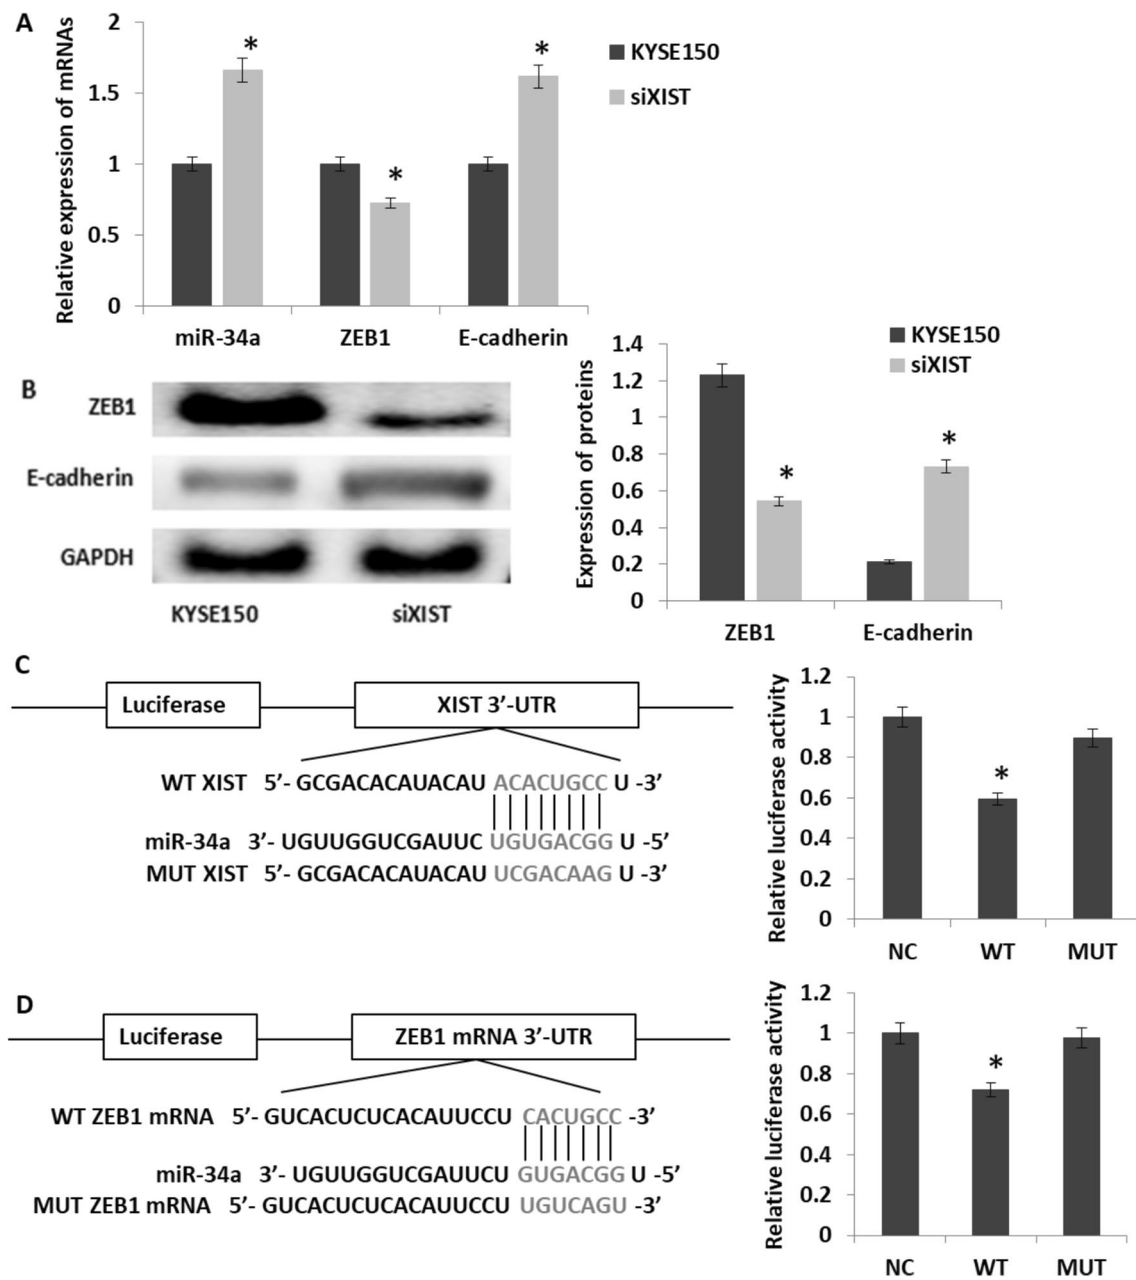 A
Relative expression of mRNAs
2
1.5
1
0.5
0
*
*
*
KYSE150
siXIST
miR-34a ZEB1 E-cadherin
B
ZEB1
E-cadherin
GAPDH
KYSE150 siXIST
Expression of proteins
1.4
1.2
1
0.8
0.6
0.4
0.2
0
*
*
KYSE150
siXIST
ZEB1 E-cadherin
C
Luciferase XIST 3’-UTR
WT XIST 5’- GCGACACAUACAU ACACUGCC U -3’
miR-34a 3’- UGUUGGUCGAUUC UGUGACGG U -5’
MUT XIST 5’- GCGACACAUACAU UCGACAAG U -3’
Relative luciferase activity
1.2
1
0.8
0.6
0.4
0.2
0
*
NC WT MUT
D
Luciferase ZEB1 mRNA 3’-UTR
WT ZEB1 mRNA 5’- GUCACUCUCACAUUCCU CACUGCC -3’
miR-34a 3’- UGUUGGUCGAUUCU GUGACGG U -5’
MUT ZEB1 mRNA 5’- GUCACUCUCACAUUCCU UGUCAGU -3’
Relative luciferase activity
1.2
1
0.8
0.6
0.4
0.2
0
*
NC WT MUT